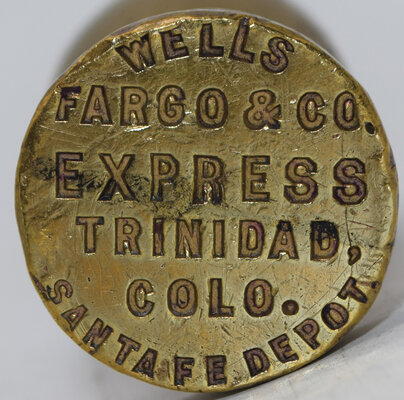 WELLS
FARGO & CO.
EXPRESS
TRINIDAD,
COLO.
SANTA FE DEPOT.